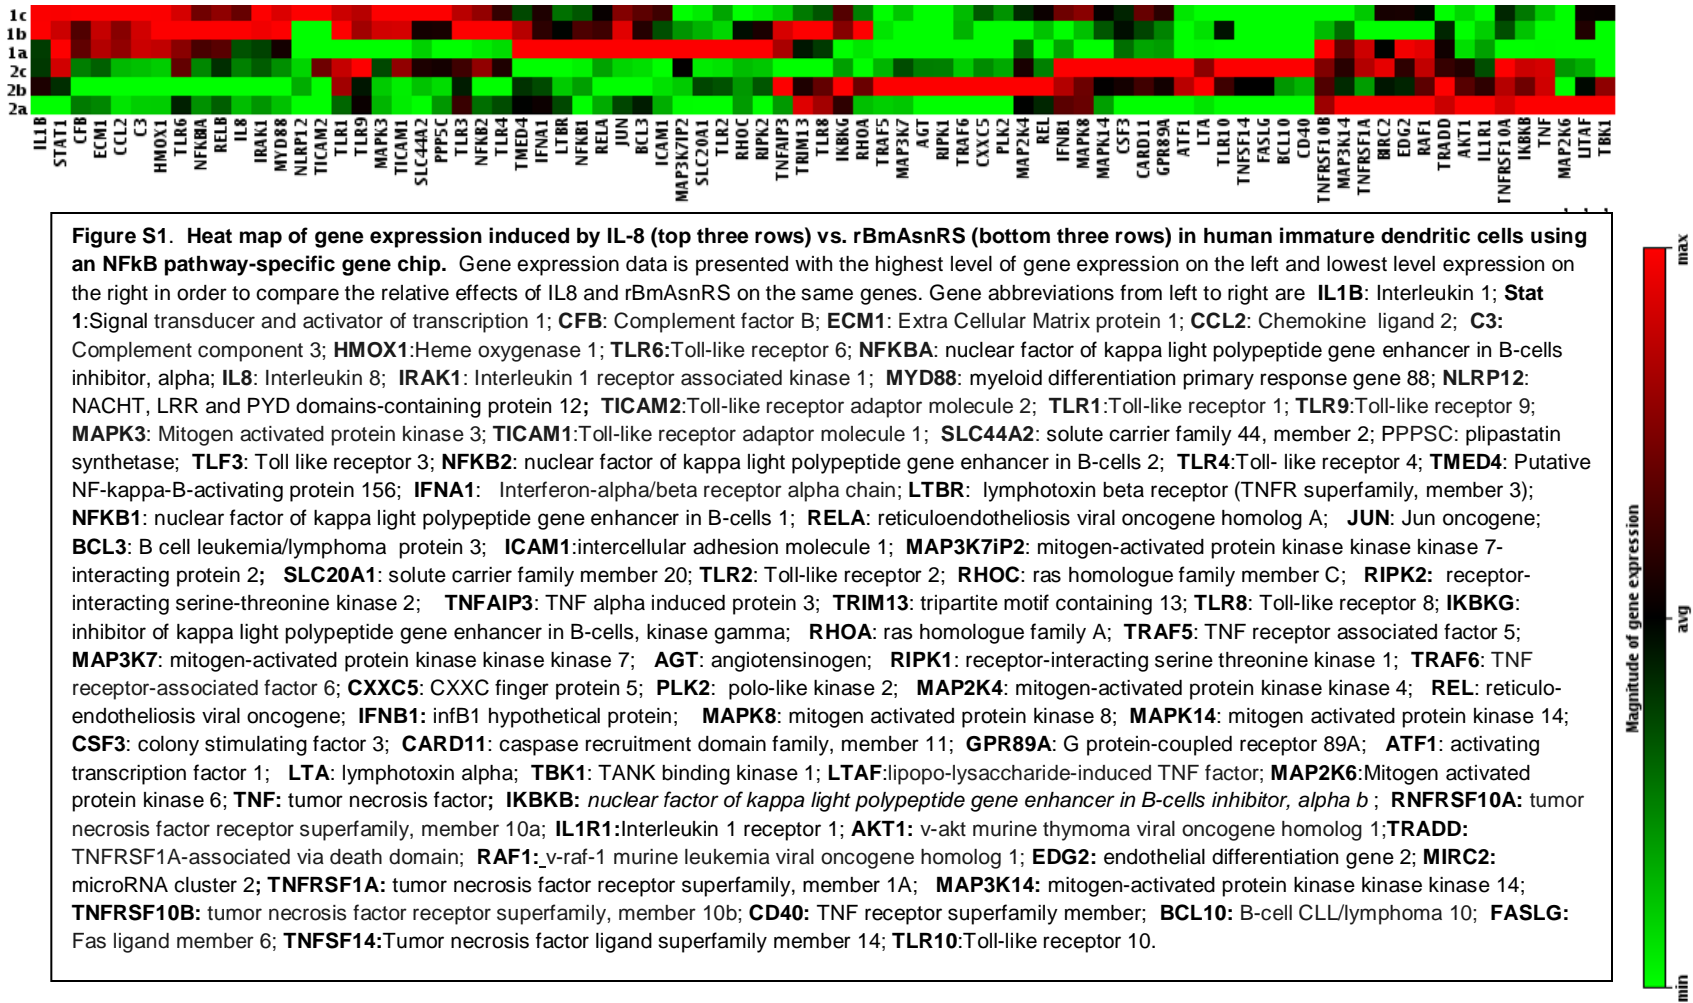 1c
1b
1a
2c
2b
2a
IL1B
STAT1
CFB
ECM1
CCL2
C3
HMOX1
TLR6
NFKBIA
RELB
IL8
IRAK1
MYD88
NLRP12
TICAM2
TLR1
TLR9
MAPK3
TICAM1
SLC44A2
PPP5C
TLR3
NFKB2
TLR4
TMED4
IFNA1
LTBR
NFKB1
RELA
JUN
BCL3
ICAM1
MAP3K7IP2
SLC20A1
TLR2
RHOC
RIPK2
TNFAIP3
TRIM13
TLR8
IKBKG
RHOA
TRAF5
MAP3K7
AGT
RIPK1
TRAF6
CXXC5
PLK2
MAP2K4
REL
IFNB1
MAPK8
MAPK14
CSF3
CARD11
GPR89A
ATF1
LTA
TLR10
TNFSF14
FASLG
BCL10
CD40
TNFRSF10B
MAP3K14
TNFRSF1A
BIRC2
EDG2
RAF1
TRADD
AKT1
IL1R1
TNFRSF10A
IKBKB
TNF
MAP2K6
LITAF
TBK1
Figure S1. Heat map of gene expression induced by IL-8 (top three rows) vs. rBmAsnRS (bottom three rows) in human immature dendritic cells using
an NFkB pathway-specific gene chip. Gene expression data is presented with the highest level of gene expression on the left and lowest level expression on
the right in order to compare the relative effects of IL8 and rBmAsnRS on the same genes. Gene abbreviations from left to right are IL1B: Interleukin 1; Stat
1:Signal transducer and activator of transcription 1; CFB: Complement factor B; ECM1: Extra Cellular Matrix protein 1; CCL2: Chemokine ligand 2; C3:
Complement component 3; HMOX1:Heme oxygenase 1; TLR6:Toll-like receptor 6; NFKBA: nuclear factor of kappa light polypeptide gene enhancer in B-cells
inhibitor, alpha; IL8: Interleukin 8; IRAK1: Interleukin 1 receptor associated kinase 1; MYD88: myeloid differentiation primary response gene 88; NLRP12:
NACHT, LRR and PYD domains-containing protein 12; TICAM2:Toll-like receptor adaptor molecule 2; TLR1:Toll-like receptor 1; TLR9:Toll-like receptor 9;
MAPK3: Mitogen activated protein kinase 3; TICAM1:Toll-like receptor adaptor molecule 1; SLC44A2: solute carrier family 44, member 2; PPPSC: plipastatin
synthetase; TLF3: Toll like receptor 3; NFKB2: nuclear factor of kappa light polypeptide gene enhancer in B-cells 2; TLR4:Toll- like receptor 4; TMED4: Putative
NF-kappa-B-activating protein 156; IFNA1: Interferon-alpha/beta receptor alpha chain; LTBR: lymphotoxin beta receptor (TNFR superfamily, member 3);
NFKB1: nuclear factor of kappa light polypeptide gene enhancer in B-cells 1; RELA: reticuloendotheliosis viral oncogene homolog A; JUN: Jun oncogene;
BCL3: B cell leukemia/lymphoma protein 3; ICAM1:intercellular adhesion molecule 1; MAP3K7iP2: mitogen-activated protein kinase kinase kinase 7-
interacting protein 2; SLC20A1: solute carrier family member 20; TLR2: Toll-like receptor 2; RHOC: ras homologue family member C; RIPK2: receptor-
interacting serine-threonine kinase 2; TNFAIP3: TNF alpha induced protein 3; TRIM13: tripartite motif containing 13; TLR8: Toll-like receptor 8; IKBKG:
inhibitor of kappa light polypeptide gene enhancer in B-cells, kinase gamma; RHOA: ras homologue family A; TRAF5: TNF receptor associated factor 5;
MAP3K7: mitogen-activated protein kinase kinase kinase 7; AGT: angiotensinogen; RIPK1: receptor-interacting serine threonine kinase 1; TRAF6: TNF
receptor-associated factor 6; CXXC5: CXXC finger protein 5; PLK2: polo-like kinase 2; MAP2K4: mitogen-activated protein kinase kinase 4; REL: reticulo-
endotheliosis viral oncogene; IFNB1: infB1 hypothetical protein; MAPK8: mitogen activated protein kinase 8; MAPK14: mitogen activated protein kinase 14;
CSF3: colony stimulating factor 3; CARD11: caspase recruitment domain family, member 11; GPR89A: G protein-coupled receptor 89A; ATF1: activating
transcription factor 1; LTA: lymphotoxin alpha; TBK1: TANK binding kinase 1; LTAF:lipopo-lysaccharide-induced TNF factor; MAP2K6:Mitogen activated
protein kinase 6; TNF: tumor necrosis factor; IKBKB: nuclear factor of kappa light polypeptide gene enhancer in B-cells inhibitor, alpha b ; RNFRSF10A: tumor
necrosis factor receptor superfamily, member 10a; IL1R1:Interleukin 1 receptor 1; AKT1: v-akt murine thymoma viral oncogene homolog 1;TRADD:
TNFRSF1A-associated via death domain; RAF1: v-raf-1 murine leukemia viral oncogene homolog 1; EDG2: endothelial differentiation gene 2; MIRC2:
microRNA cluster 2; TNFRSF1A: tumor necrosis factor receptor superfamily, member 1A; MAP3K14: mitogen-activated protein kinase kinase kinase 14;
TNFRSF10B: tumor necrosis factor receptor superfamily, member 10b; CD40: TNF receptor superfamily member; BCL10: B-cell CLL/lymphoma 10; FASLG:
Fas ligand member 6; TNFSF14:Tumor necrosis factor ligand superfamily member 14; TLR10:Toll-like receptor 10.
Magnitude of gene expression
max
avg
min